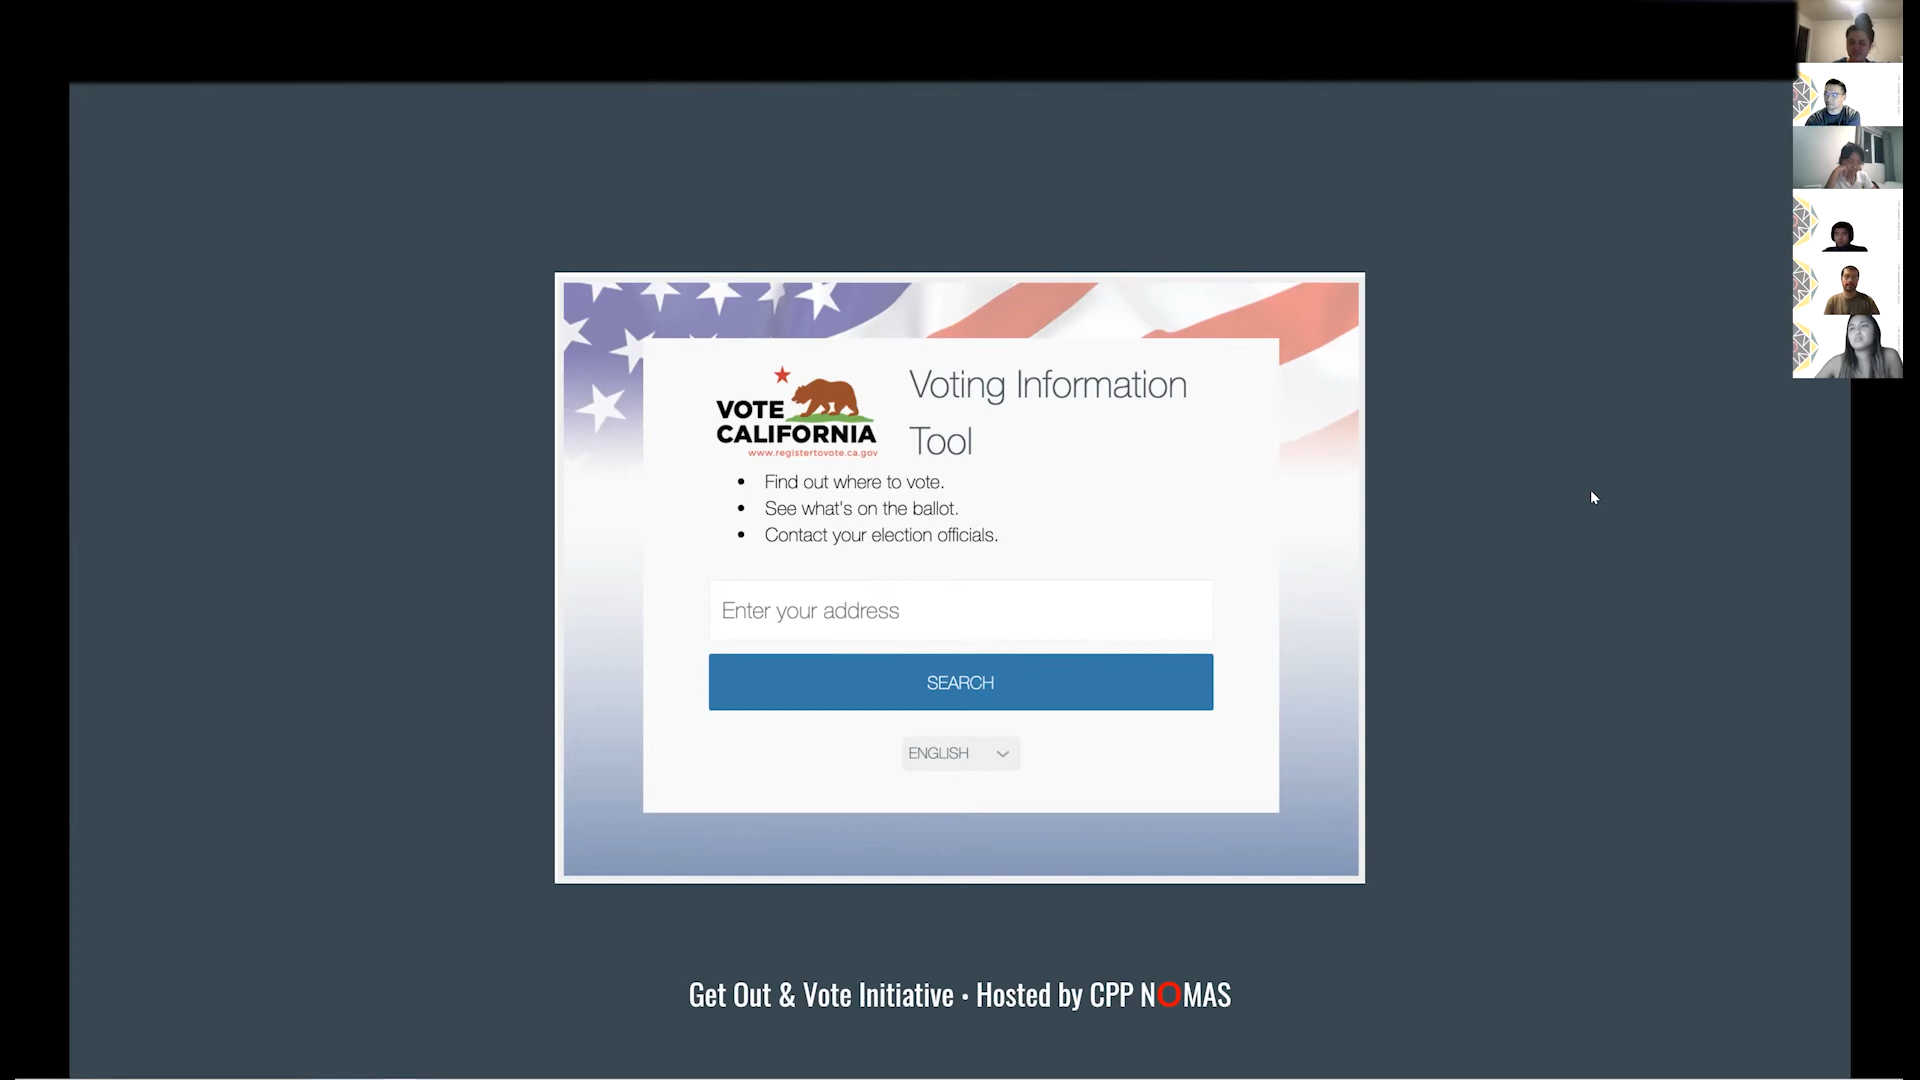 VOTE
CALIFORNIA
www.registertovote.ca.gov
Voting Information
Tool
• Find out where to vote.
• See what's on the ballot.
• Contact your election officials.
Enter your address
SEARCH
ENGLISH
Get Out & Vote Initiative • Hosted by CPP NOMAS